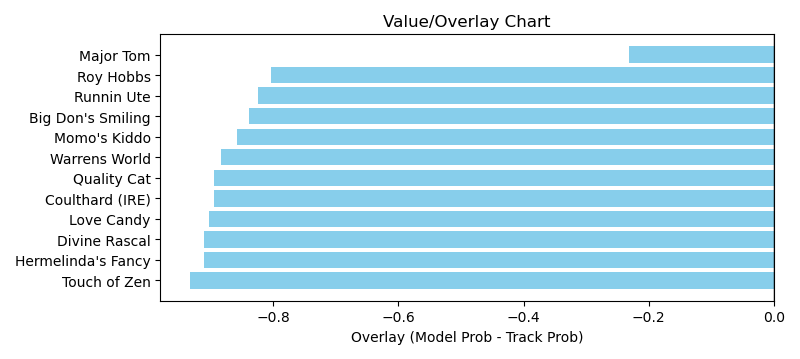 Value/Overlay Chart
Major Tom
Roy Hobbs
Runnin Ute
Big Don's Smiling
Momo's Kiddo
Warrens World
Quality Cat
Coulthard (IRE)
Love Candy
Divine Rascal
Hermelinda's Fancy
Touch of Zen
−0.8 −0.6 −0.4 −0.2 0.0
Overlay (Model Prob - Track Prob)